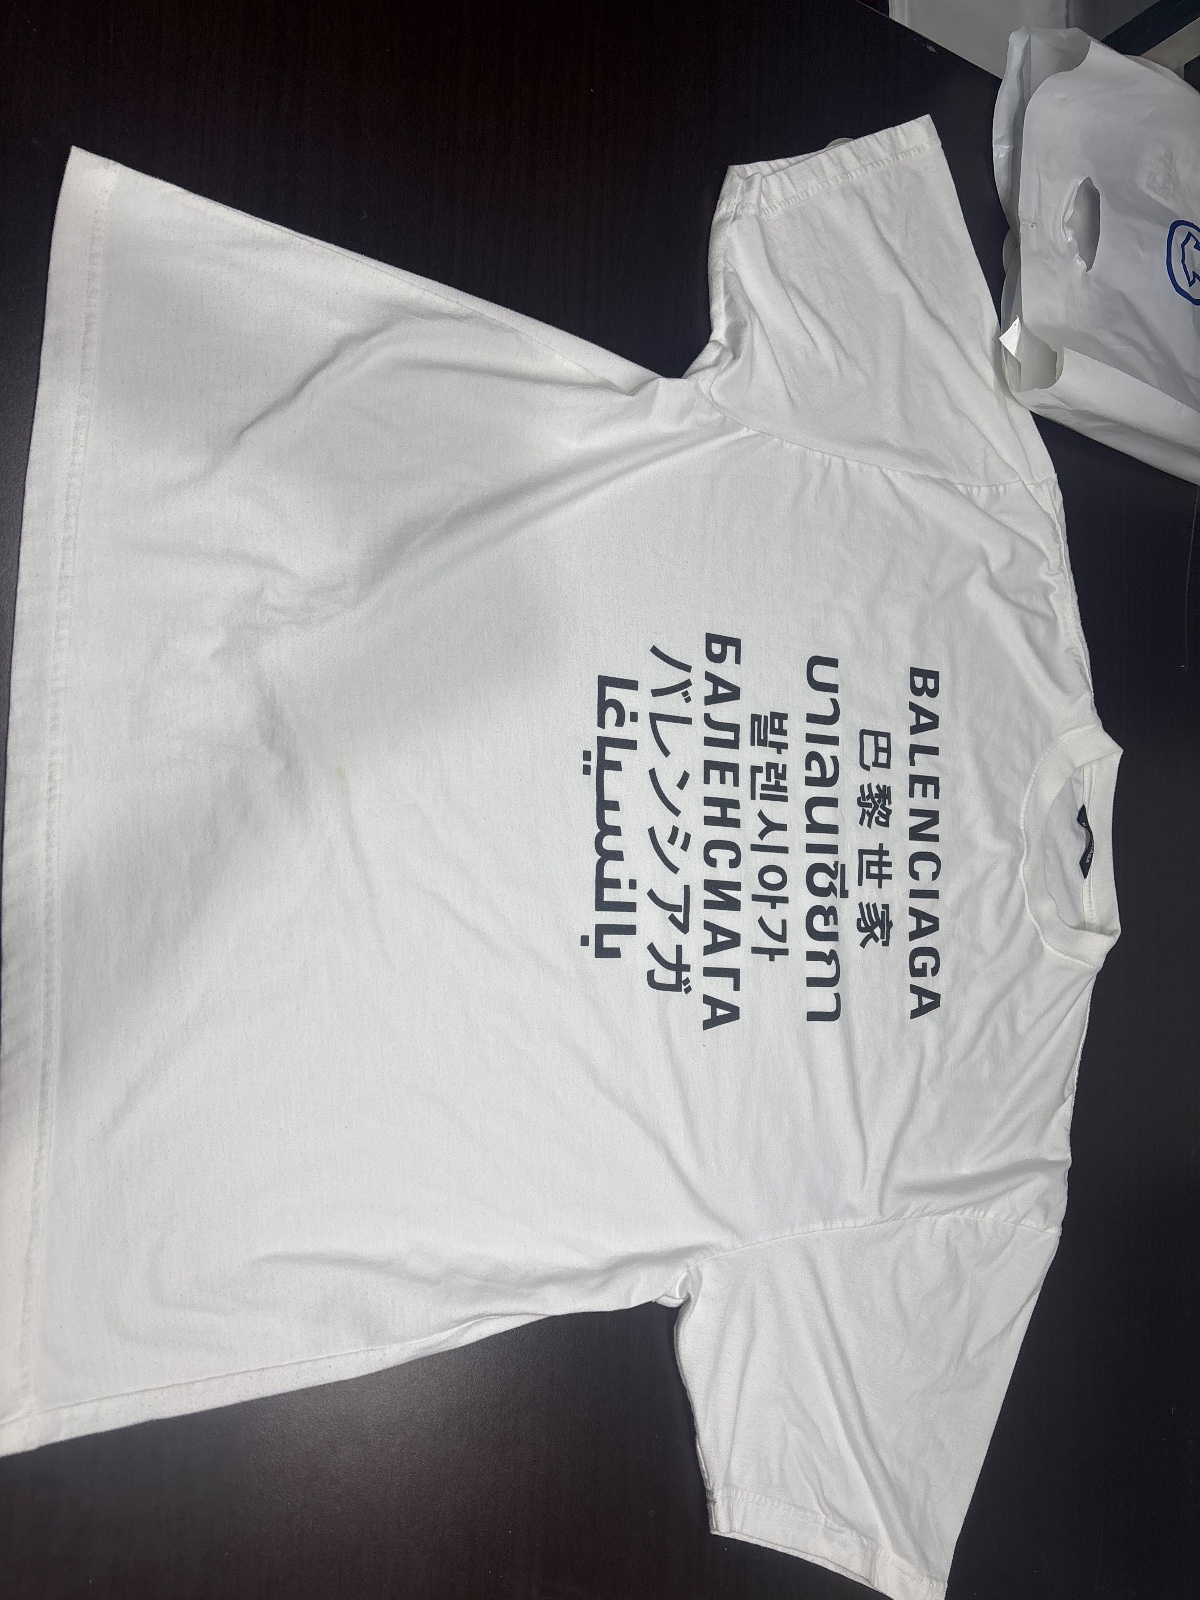 BALENCIAGA
巴黎世家
บาเลนเซียกา
발렌시아가
БАЛЕНСИАГА
バレンシアガ
بالنسياغا